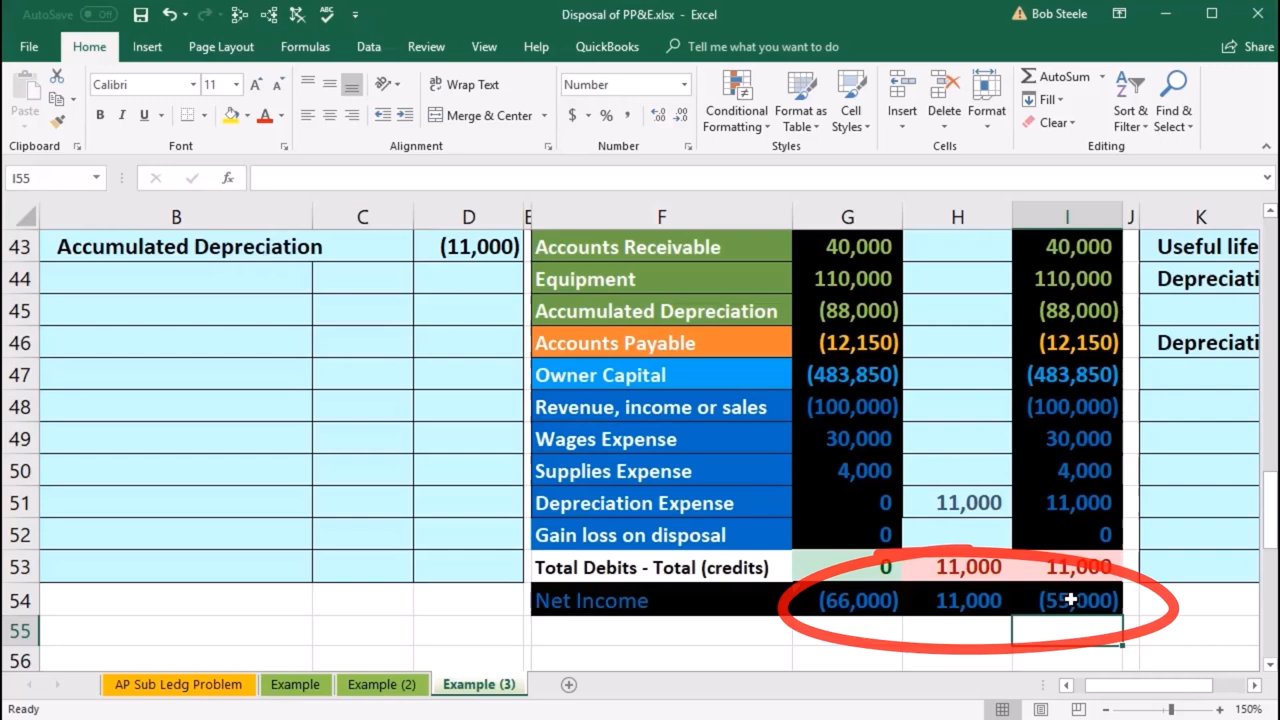 AutoSave Off
Disposal of PP&E.xlsx - Excel
Bob Steele
File Home Insert Page Layout Formulas Data Review View Help QuickBooks Tell me what you want to do Share
Paste
Calibri 11
B I U
Wrap Text
Merge & Center
Number
$ %
Conditional Formatting
Format as Table
Cell Styles
Insert Delete Format
AutoSum
Fill
Clear
Sort & Filter
Find & Select
Clipboard Font Alignment Number Styles Cells Editing
I55 fx
B C D E F G H I J K
43 Accumulated Depreciation (11,000) Accounts Receivable 40,000 40,000 Useful life
44 Equipment 110,000 110,000 Depreciati
45 Accumulated Depreciation (88,000) (88,000)
46 Accounts Payable (12,150) (12,150) Depreciati
47 Owner Capital (483,850) (483,850)
48 Revenue, income or sales (100,000) (100,000)
49 Wages Expense 30,000 30,000
50 Supplies Expense 4,000 4,000
51 Depreciation Expense 0 11,000 11,000
52 Gain loss on disposal 0 0
53 Total Debits - Total (credits) 0 11,000 11,000
54 Net Income (66,000) 11,000 (55,000)
55
56
AP Sub Ledg Problem Example Example (2) Example (3)
Ready 150%